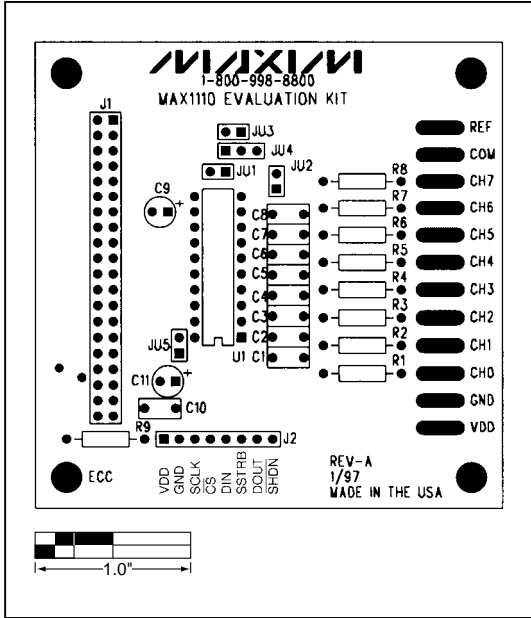 MAXIM
1-800-998-8800
MAX1110 EVALUATION KIT
J1
JU3
JU4
JU1
JU2
C9
+
REF
COM
CH7
CH6
CH5
CH4
CH3
CH2
CH1
CH0
GND
VDD
R8
R7
R6
R5
R4
R3
R2
R1
C8
C7
C6
C5
C4
C3
C2
C1
JU5
U1
C11
+
C10
R9
J2
ECC
VDD
GND
SCLK
CS
DIN
SSTRB
DOUT
SHDN
REV-A
1/97
MADE IN THE USA
1.0"